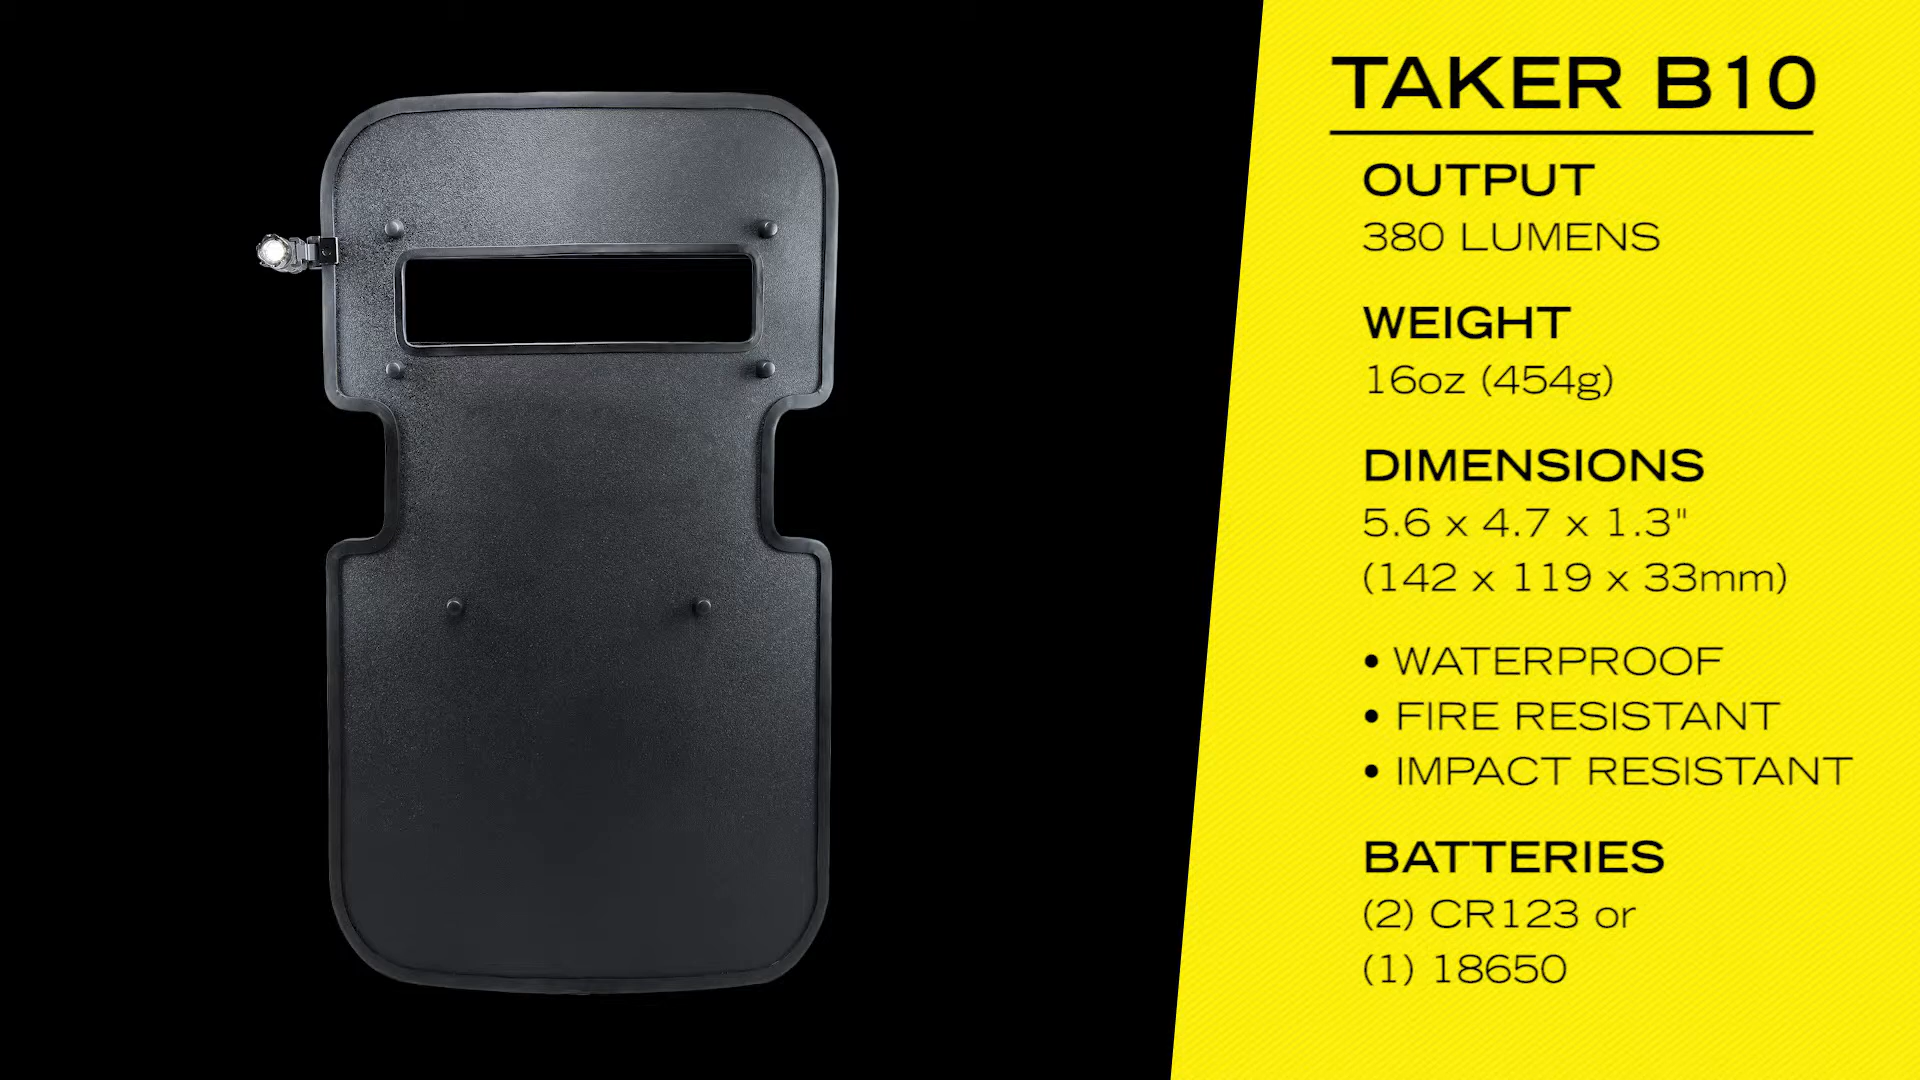 TAKER B10
OUTPUT
380 LUMENS
WEIGHT
16oz (454g)
DIMENSIONS
5.6 x 4.7 x 1.3"
(142 x 119 x 33mm)
• WATERPROOF
• FIRE RESISTANT
• IMPACT RESISTANT
BATTERIES
(2) CR123 or
(1) 18650